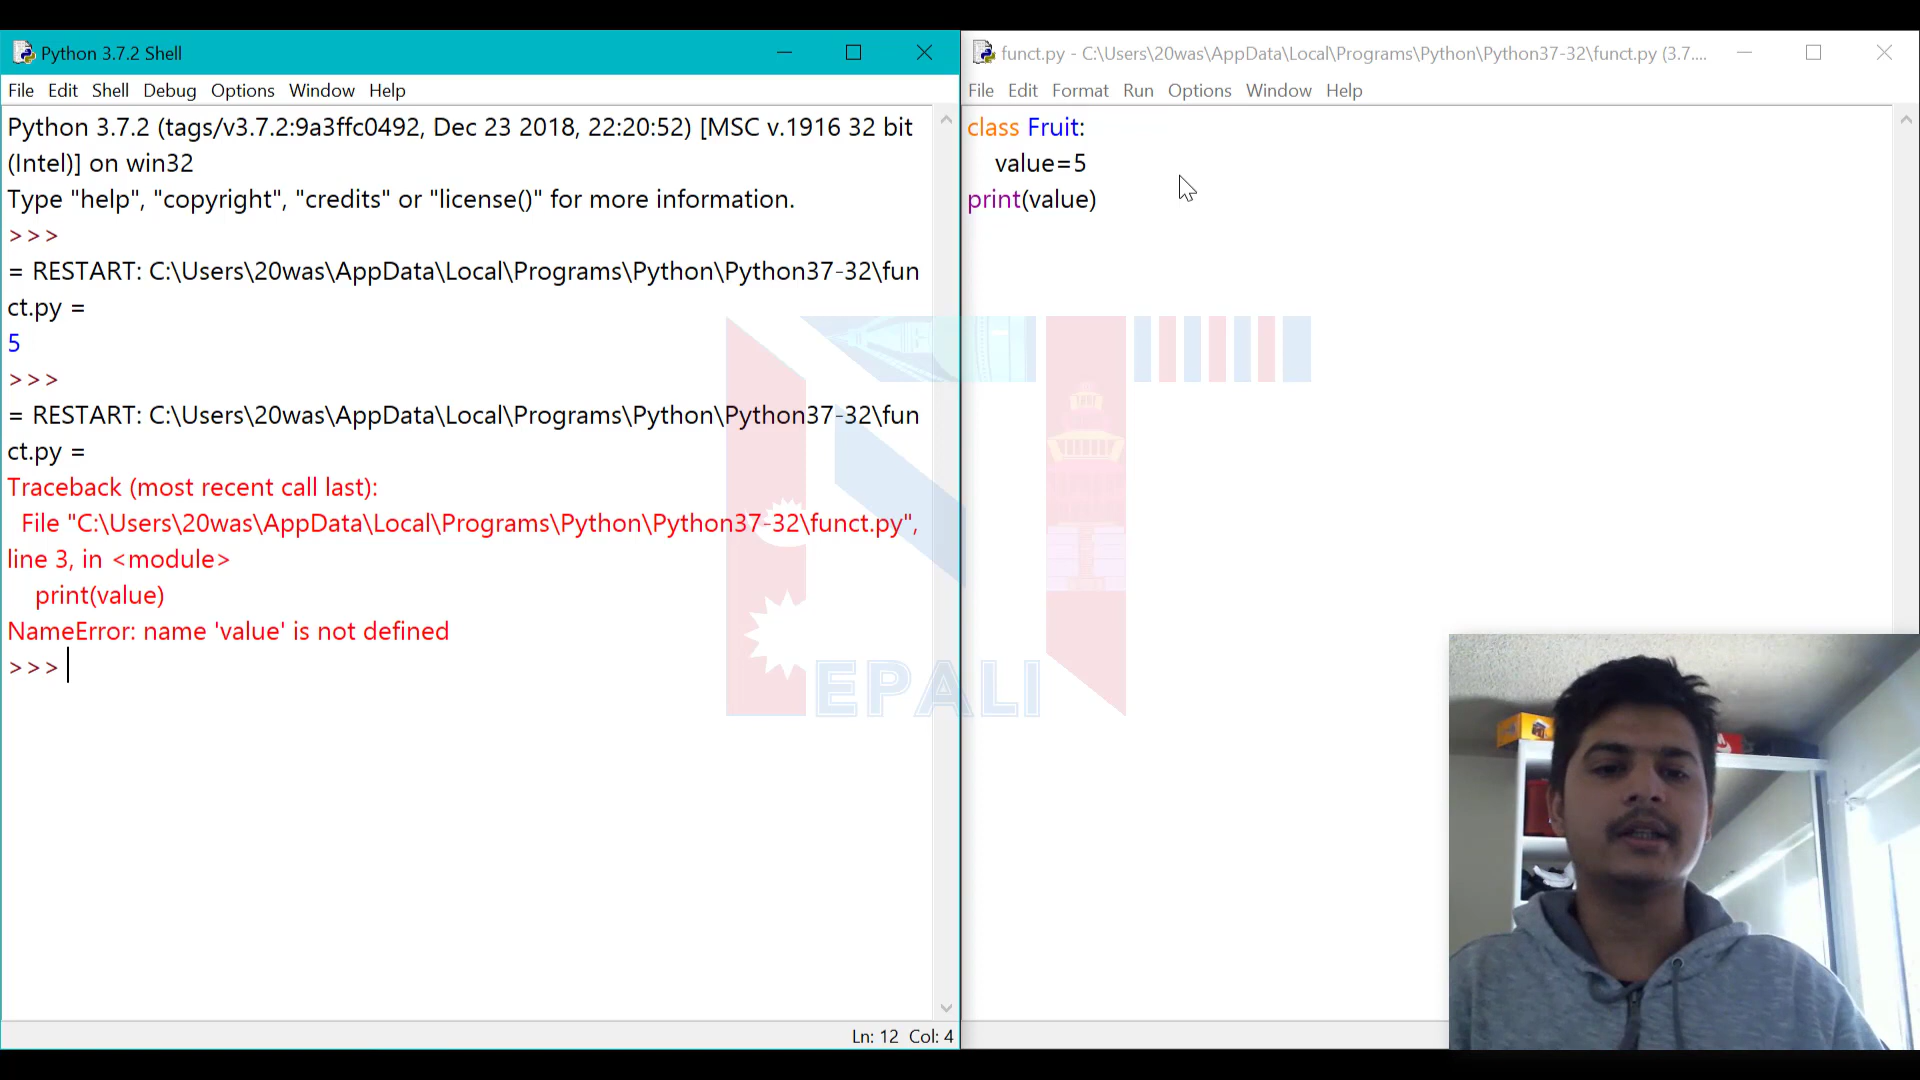 Python 3.7.2 Shell
File Edit Shell Debug Options Window Help
Python 3.7.2 (tags/v3.7.2:9a3ffc0492, Dec 23 2018, 22:20:52) [MSC v.1916 32 bit
(Intel)] on win32
Type "help", "copyright", "credits" or "license()" for more information.
>>>
= RESTART: C:\Users\20was\AppData\Local\Programs\Python\Python37-32\fun
ct.py =
5
>>>
= RESTART: C:\Users\20was\AppData\Local\Programs\Python\Python37-32\fun
ct.py =
Traceback (most recent call last):
File "C:\Users\20was\AppData\Local\Programs\Python\Python37-32\funct.py",
line 3, in <module>
print(value)
NameError: name 'value' is not defined
>>>
Ln: 12 Col: 4
funct.py - C:\Users\20was\AppData\Local\Programs\Python\Python37-32\funct.py (3.7....
File Edit Format Run Options Window Help
class Fruit:
value=5
print(value)
EPALI